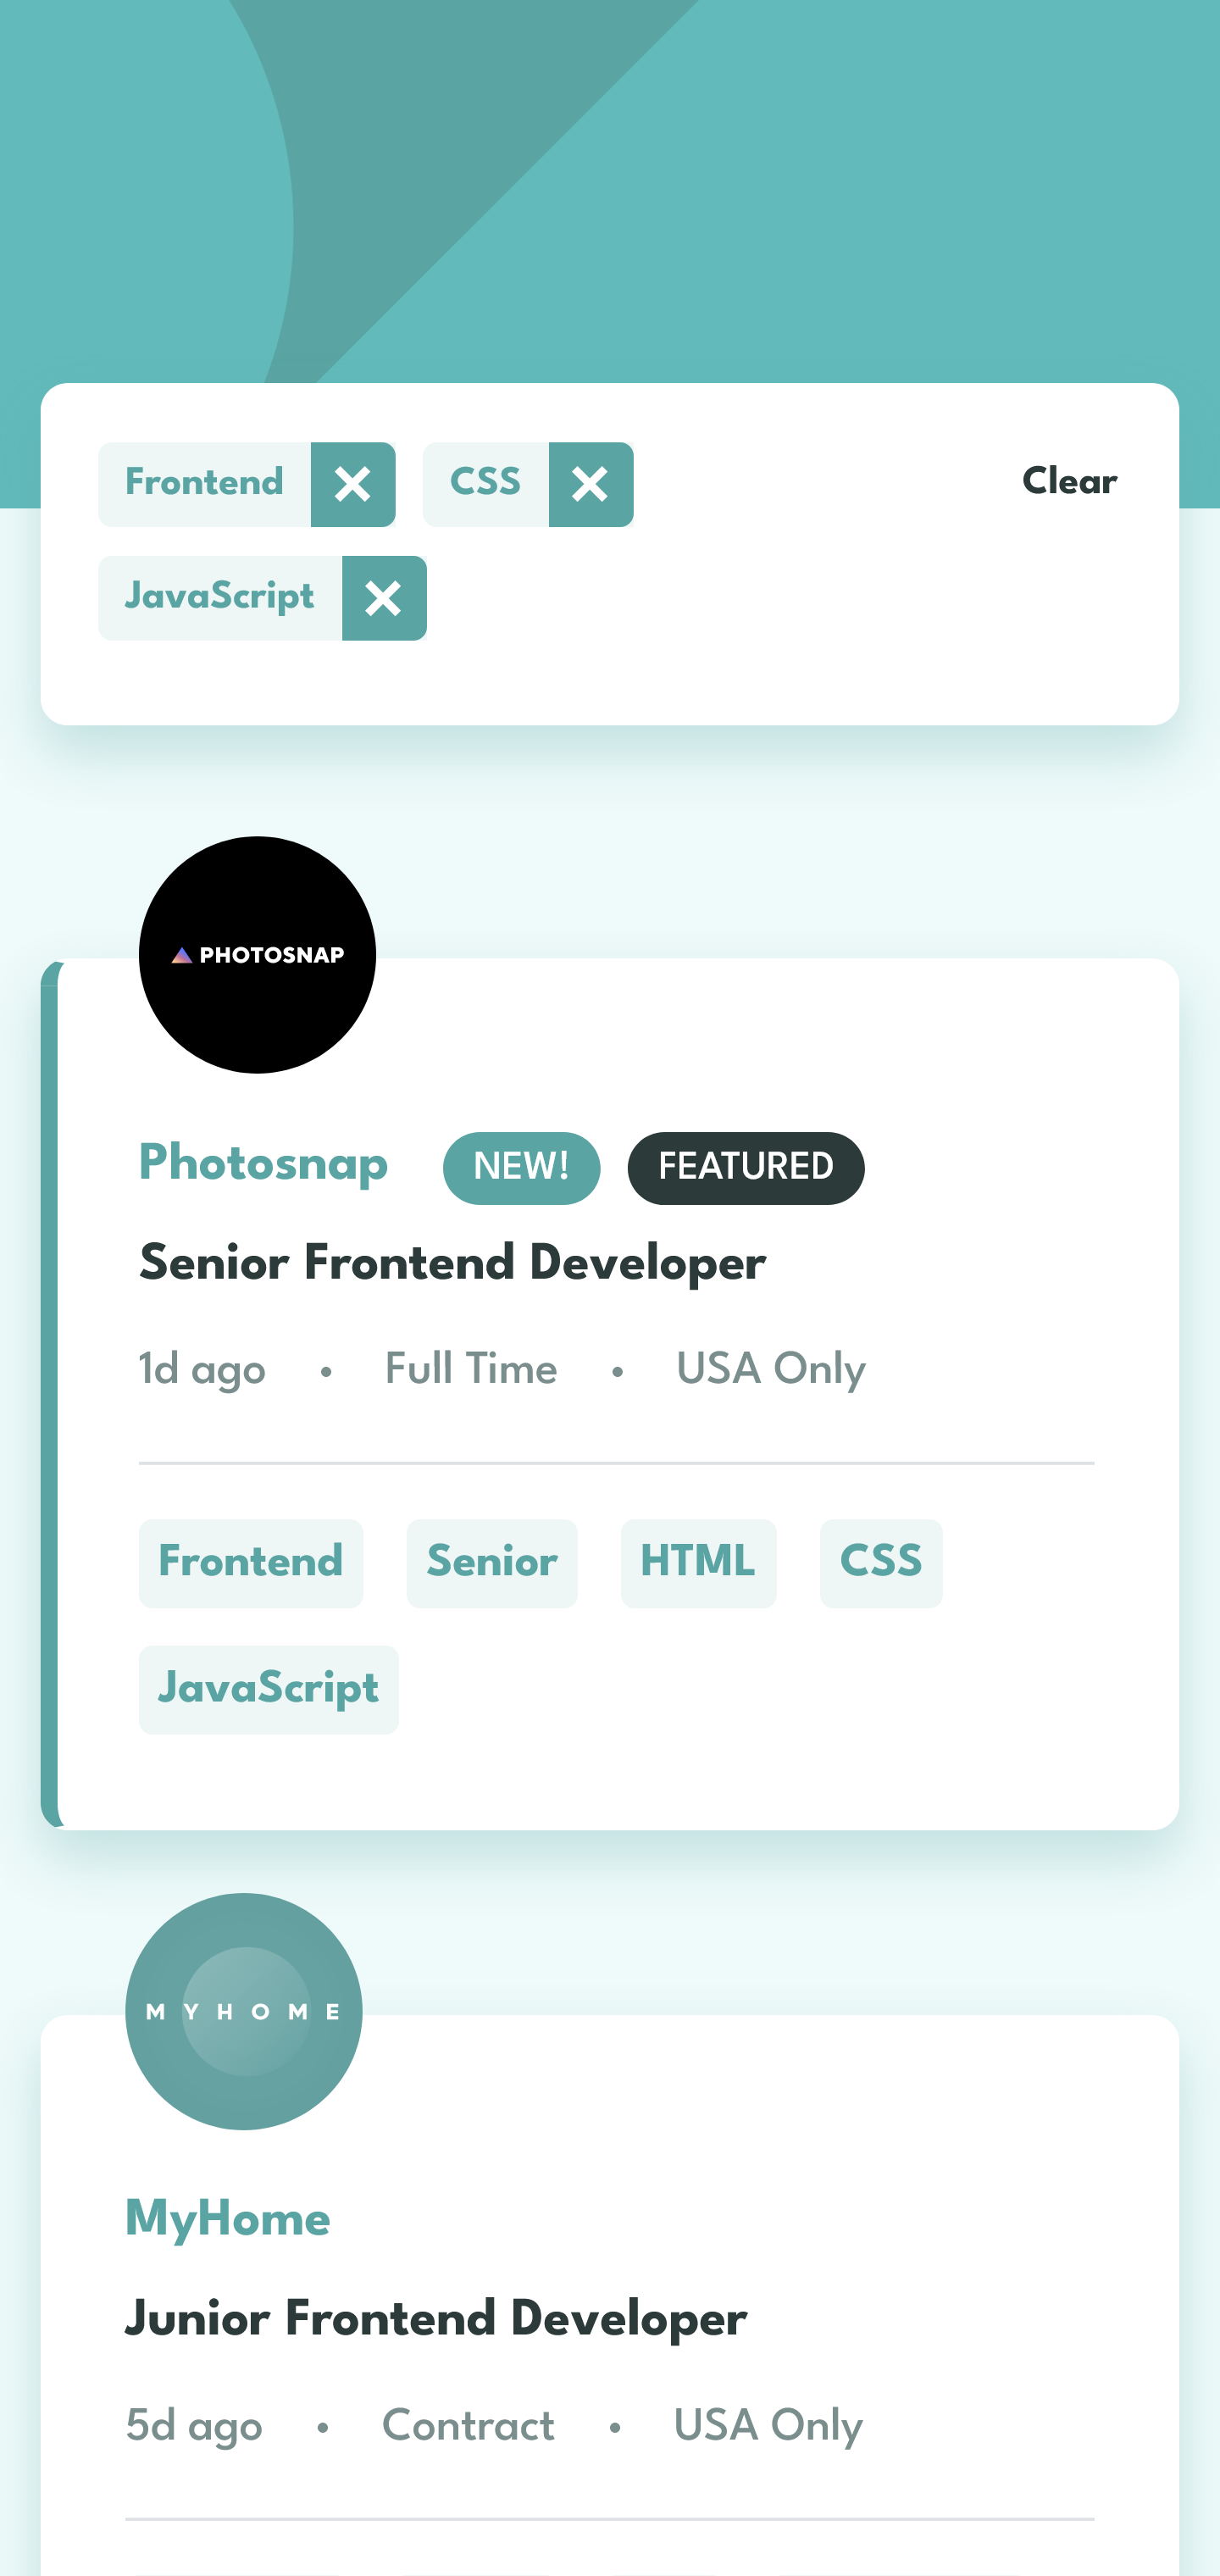 Frontend CSS Clear
JavaScript
PHOTOSNAP
Photosnap NEW! FEATURED
Senior Frontend Developer
1d ago • Full Time • USA Only
Frontend Senior HTML CSS
JavaScript
MYHOME
MyHome
Junior Frontend Developer
5d ago • Contract • USA Only